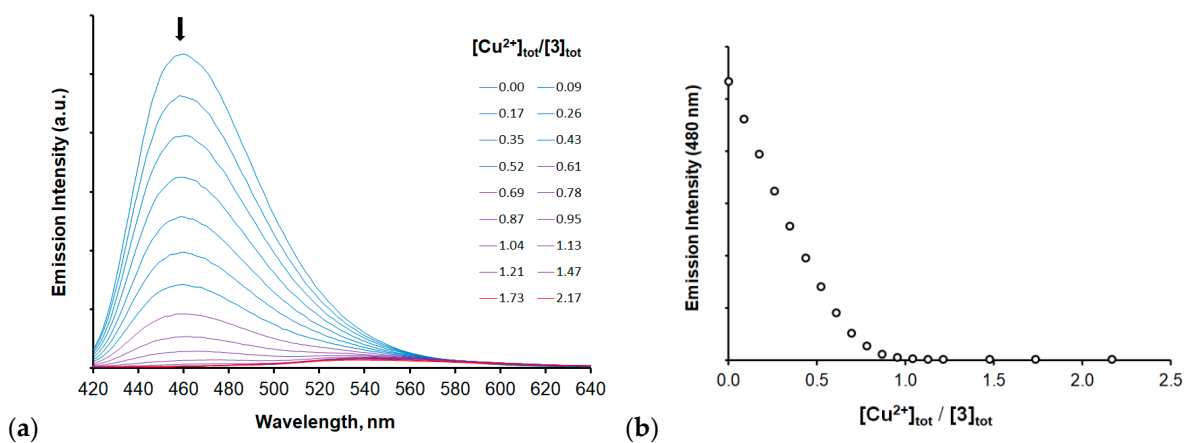 [Cu²⁺]tot/[3]tot
0.00 0.09
0.17 0.26
0.35 0.43
0.52 0.61
0.69 0.78
0.87 0.95
1.04 1.13
1.21 1.47
1.73 2.17
Emission Intensity (a.u.)
420 440 460 480 500 520 540 560 580 600 620 640
Wavelength, nm
(a)
Emission Intensity (480 nm)
0.0 0.5 1.0 1.5 2.0 2.5
[Cu²⁺]tot / [3]tot
(b)